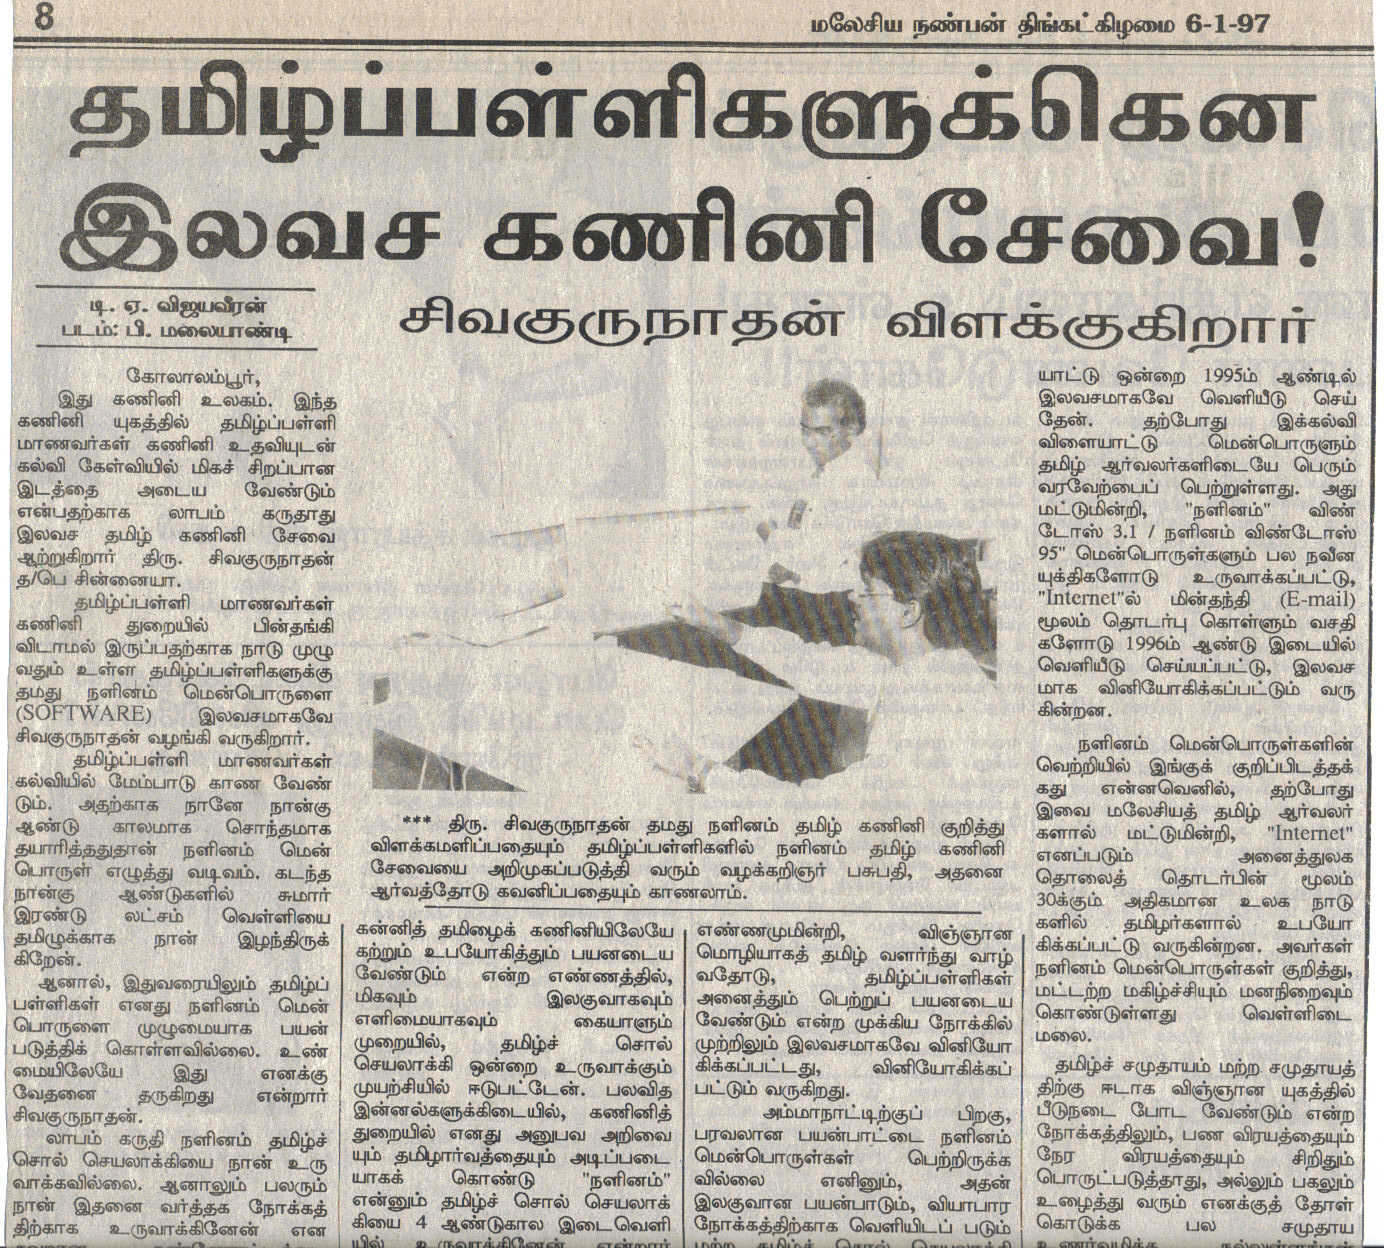 8
மலேசிய நண்பன் திங்கட்கிழமை 6-1-97
தமிழ்ப்பள்ளிகளுக்கென
இலவச கணினி சேவை!
டி. ஏ. விஜயவீரன்
படம்: பி. மலையாண்டி
சிவகுருநாதன் விளக்குகிறார்
கோலாலம்பூர்,
இது கணினி உலகம். இந்த
கணினி யுகத்தில் தமிழ்ப்பள்ளி
மாணவர்கள் கணினி உதவியுடன்
கல்வி கேள்வியில் மிகச் சிறப்பான
இடத்தை அடைய வேண்டும்
என்பதற்காக லாபம் கருதாது
இலவச தமிழ் கணினி சேவை
ஆற்றுகிறார் திரு. சிவகுருநாதன்
த/பெ சின்னையா.
தமிழ்ப்பள்ளி மாணவர்கள்
கணினி துறையில் பின்தங்கி
விடாமல் இருப்பதற்காக நாடு முழு
வதும் உள்ள தமிழ்ப்பள்ளிகளுக்கு
தமது நளினம் மென்பொருளை
(SOFTWARE) இலவசமாகவே
சிவகுருநாதன் வழங்கி வருகிறார்.
தமிழ்ப்பள்ளி மாணவர்கள்
கல்வியில் மேம்பாடு காண வேண்
டும். அதற்காக நானே நான்கு
ஆண்டு காலமாக சொந்தமாக
தயாரித்ததுதான் நளினம் மென்
பொருள் எழுத்து வடிவம். கடந்த
நான்கு ஆண்டுகளில் சுமார்
இரண்டு லட்சம் வெள்ளியை
தமிழுக்காக நான் இழந்திருக்
கிறேன்.
ஆனால், இதுவரையிலும் தமிழ்ப்
பள்ளிகள் எனது நளினம் மென்
பொருளை முழுமையாக பயன்
படுத்திக் கொள்ளவில்லை. உண்
மையிலேயே இது எனக்கு
வேதனை தருகிறது என்றார்
சிவகுருநாதன்.
லாபம் கருதி நளினம் தமிழ்ச்
சொல் செயலாக்கியை நான் உரு
வாக்கவில்லை. ஆனாலும் பலரும்
நான் இதனை வர்த்தக நோக்கத்
திற்காக உருவாக்கினேன் என
*** திரு. சிவகுருநாதன் தமது நளினம் தமிழ் கணினி குறித்து
விளக்கமளிப்பதையும் தமிழ்ப்பள்ளிகளில் நளினம் தமிழ் கணினி
சேவையை அறிமுகப்படுத்தி வரும் வழக்கறிஞர் பசுபதி, அதனை
ஆர்வத்தோடு கவனிப்பதையும் காணலாம்.
கன்னித் தமிழைக் கணினியிலேயே
கற்றும் உபயோகித்தும் பயனடைய
வேண்டும் என்ற எண்ணத்தில்,
மிகவும் இலகுவாகவும்
எளிமையாகவும் கையாளும்
முறையில், தமிழ்ச் சொல்
செயலாக்கி ஒன்றை உருவாக்கும்
முயற்சியில் ஈடுபட்டேன். பலவித
இன்னல்களுக்கிடையில், கணினித்
துறையில் எனது அனுபவ அறிவை
யும் தமிழார்வத்தையும் அடிப்படை
யாகக் கொண்டு "நளினம்"
என்னும் தமிழ்ச் சொல் செயலாக்
கியை 4 ஆண்டுகால இடைவெளி
யில் உருவாக்கினேன் என்றார்
எண்ணமுமின்றி, விஞ்ஞான
மொழியாகத் தமிழ் வளர்ந்து வாழ்
வதோடு, தமிழ்ப்பள்ளிகள்
அனைத்தும் பெற்றுப் பயனடைய
வேண்டும் என்ற முக்கிய நோக்கில்
முற்றிலும் இலவசமாகவே வினியோ
கிக்கப்பட்டது, வினியோகிக்கப்
பட்டும் வருகிறது.
அம்மாநாட்டிற்குப் பிறகு,
பரவலான பயன்பாட்டை நளினம்
மென்பொருள்கள் பெற்றிருக்க
வில்லை எனினும், அதன்
இலகுவான பயன்பாடும், வியாபார
நோக்கத்திற்காக வெளியிடப் படும்
மற்ற தமிழ்ச் சொல் செயலாக்கி
யாட்டு ஒன்றை 1995ம் ஆண்டில்
இலவசமாகவே வெளியீடு செய்
தேன். தற்போது இக்கல்வி
விளையாட்டு மென்பொருளும்
தமிழ் ஆர்வலர்களிடையே பெரும்
வரவேற்பைப் பெற்றுள்ளது. அது
மட்டுமின்றி, "நளினம்" விண்
டோஸ் 3.1 / நளினம் விண்டோஸ்
95" மென்பொருள்களும் பல நவீன
யுக்திகளோடு உருவாக்கப்பட்டு,
"Internet"ல் மின்தந்தி (E-mail)
மூலம் தொடர்பு கொள்ளும் வசதி
களோடு 1996ம் ஆண்டு இடையில்
வெளியீடு செய்யப்பட்டு, இலவச
மாக வினியோகிக்கப்பட்டும் வரு
கின்றன.
நளினம் மென்பொருள்களின்
வெற்றியில் இங்குக் குறிப்பிடத்தக்
கது என்னவெனில், தற்போது
இவை மலேசியத் தமிழ் ஆர்வலர்
களால் மட்டுமின்றி, "Internet"
எனப்படும் அனைத்துலக
தொலைத் தொடர்பின் மூலம்
30க்கும் அதிகமான உலக நாடு
களில் தமிழர்களால் உபயோ
கிக்கப்பட்டு வருகின்றன. அவர்கள்
நளினம் மென்பொருள்கள் குறித்து,
மட்டற்ற மகிழ்ச்சியும் மனநிறைவும்
கொண்டுள்ளது வெள்ளிடை
மலை.
தமிழ்ச் சமுதாயம் மற்ற சமுதாயத்
திற்கு ஈடாக விஞ்ஞான யுகத்தில்
பீடுநடை போட வேண்டும் என்ற
நோக்கத்திலும், பண விரயத்தையும்
நேர விரயத்தையும் சிறிதும்
பொருட்படுத்தாது, அல்லும் பகலும்
உழைத்து வரும் எனக்குத் தோள்
கொடுக்க பல சமுதாய